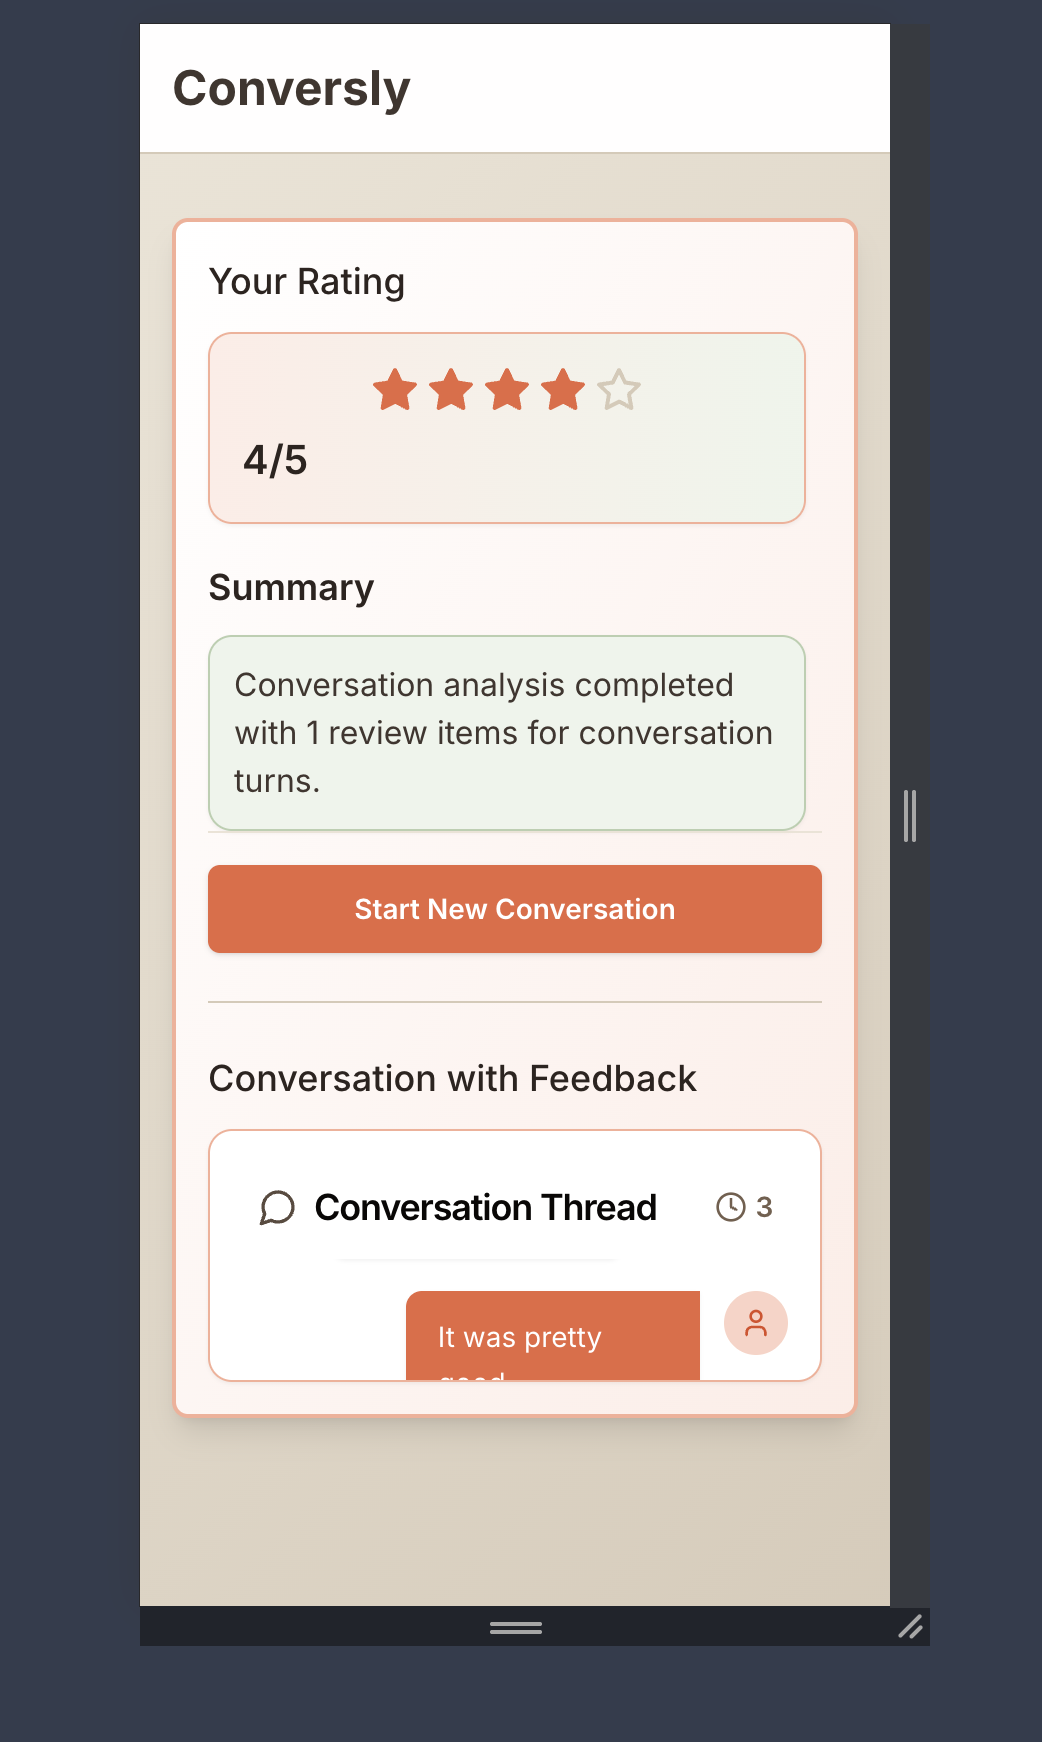 Conversly
Your Rating
4/5
Summary
Conversation analysis completed
with 1 review items for conversation
turns.
Start New Conversation
Conversation with Feedback
Conversation Thread
3
It was pretty